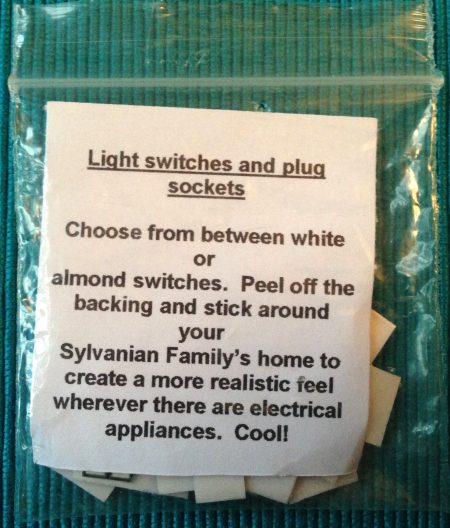 Light switches and plug
sockets
Choose from between white
or
almond switches.  Peel off the
backing and stick around
your
Sylvanian Family's home to
create a more realistic feel
wherever there are electrical
appliances.  Cool!